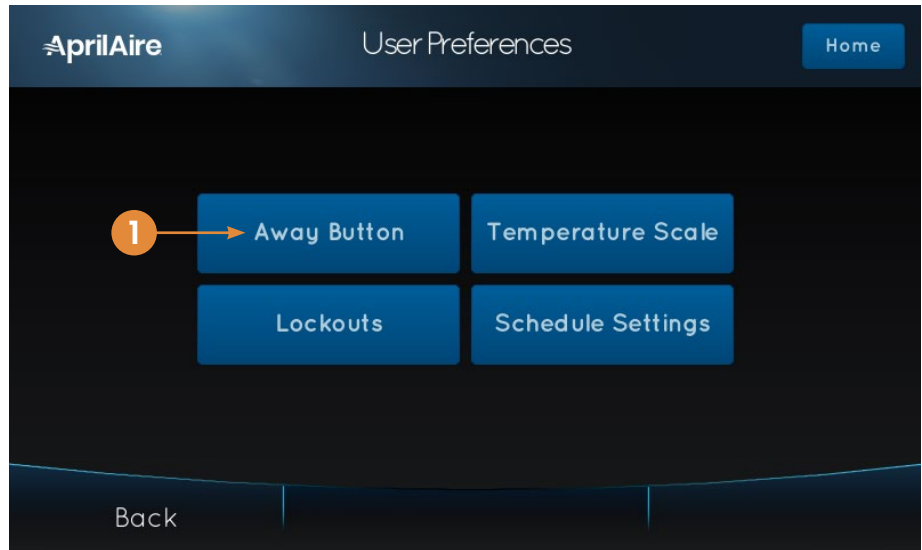 AprilAire
User Preferences
Home
1
Away Button
Temperature Scale
Lockouts
Schedule Settings
Back